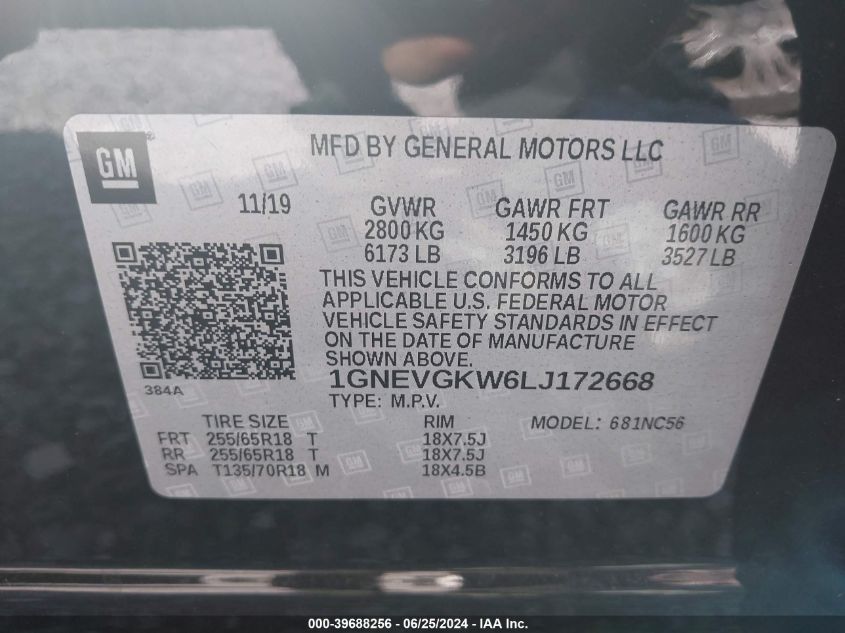 GM
MFD BY GENERAL MOTORS LLC
11/19 GVWR GAWR FRT GAWR RR
2800 KG 1450 KG 1600 KG
6173 LB 3196 LB 3527 LB
THIS VEHICLE CONFORMS TO ALL
APPLICABLE U.S. FEDERAL MOTOR
VEHICLE SAFETY STANDARDS IN EFFECT
ON THE DATE OF MANUFACTURE
SHOWN ABOVE.
384A
1GNEVGKW6LJ172668
TYPE: M.P.V.
TIRE SIZE RIM MODEL: 681NC56
FRT 255/65R18 T 18X7.5J
RR 255/65R18 T 18X7.5J
SPA T135/70R18 M 18X4.5B
000-39688256 - 06/25/2024 - IAA Inc.